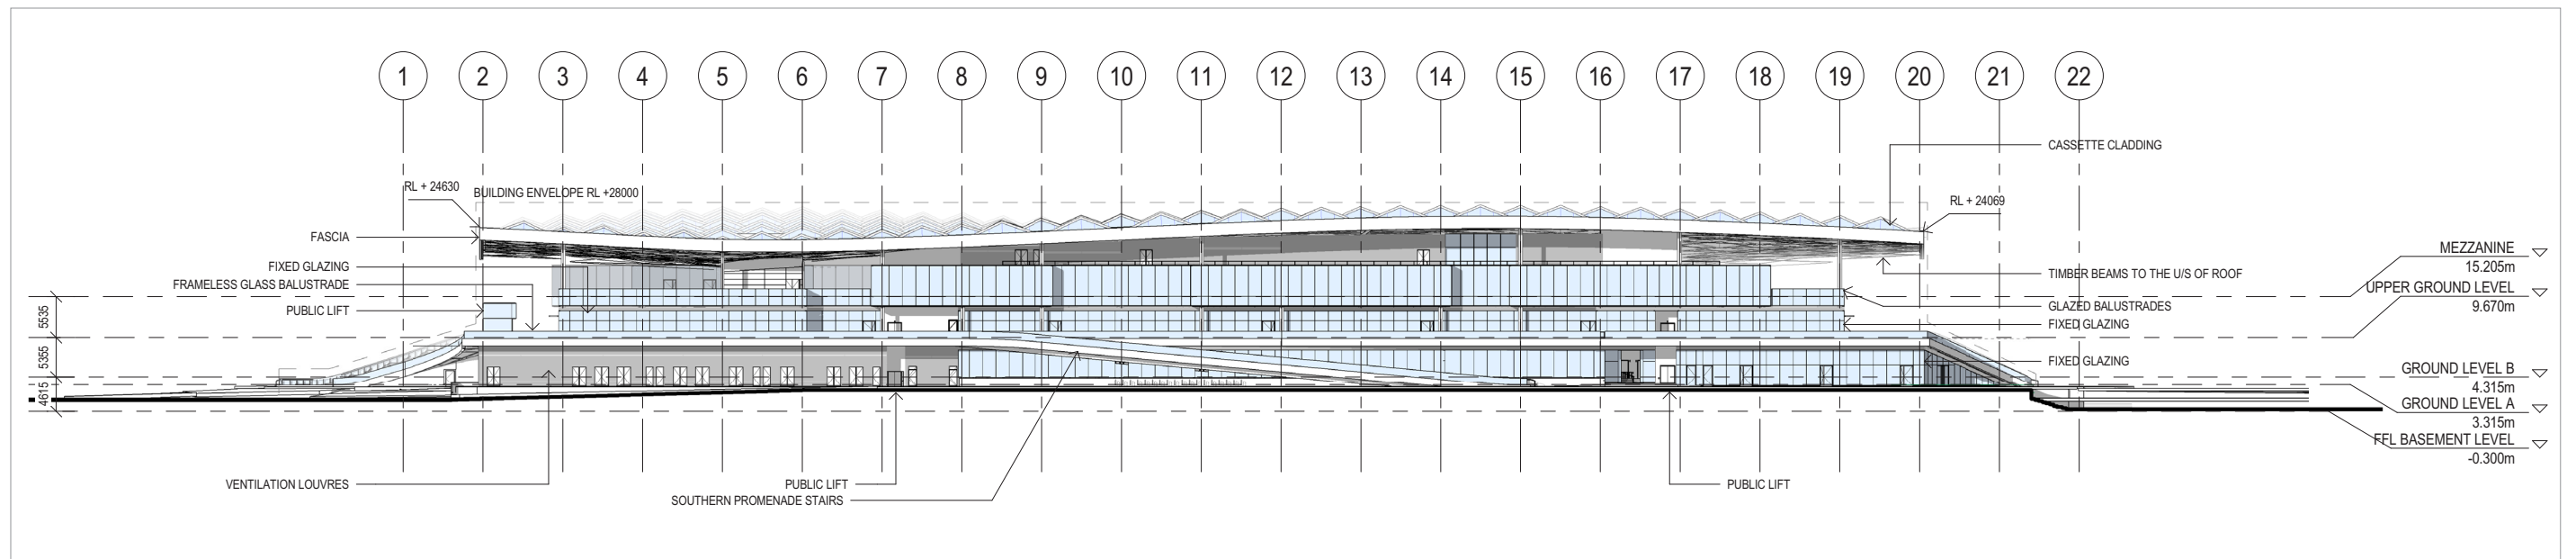 1 2 3 4 5 6 7 8 9 10 11 12 13 14 15 16 17 18 19 20 21 22
CASSETTE CLADDING
RL + 24630
BUILDING ENVELOPE RL +28000
RL + 24069
FASCIA
MEZZANINE
15.205m
FIXED GLAZING
TIMBER BEAMS TO THE U/S OF ROOF
FRAMELESS GLASS BALUSTRADE
UPPER GROUND LEVEL
9.670m
GLAZED BALUSTRADES
PUBLIC LIFT
FIXED GLAZING
5535
5355
4615
FIXED GLAZING
GROUND LEVEL B
4.315m
GROUND LEVEL A
3.315m
FFL BASEMENT LEVEL
-0.300m
VENTILATION LOUVRES
PUBLIC LIFT
PUBLIC LIFT
SOUTHERN PROMENADE STAIRS